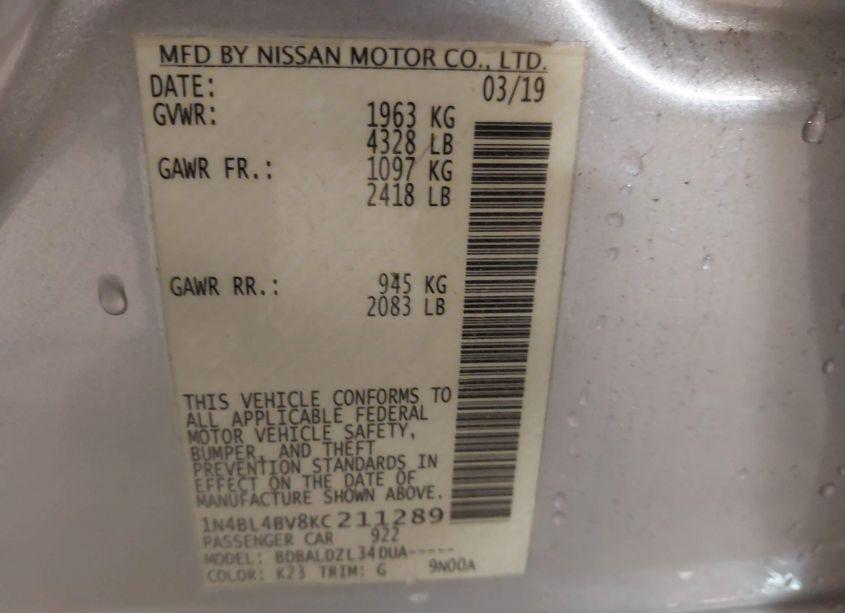 MFD BY NISSAN MOTOR CO., LTD.
DATE: 03/19
GVWR: 1963 KG
4328 LB
GAWR FR.: 1097 KG
2418 LB
GAWR RR.: 945 KG
2083 LB
THIS VEHICLE CONFORMS TO
ALL APPLICABLE FEDERAL
MOTOR VEHICLE SAFETY,
BUMPER, AND THEFT
PREVENTION STANDARDS IN
EFFECT ON THE DATE OF
MANUFACTURE SHOWN ABOVE.
1N4BL4BV8KC211289
PASSENGER CAR 922
MODEL: BDBALDZL34DUA-----
COLOR: K23 TRIM: G 9N00A